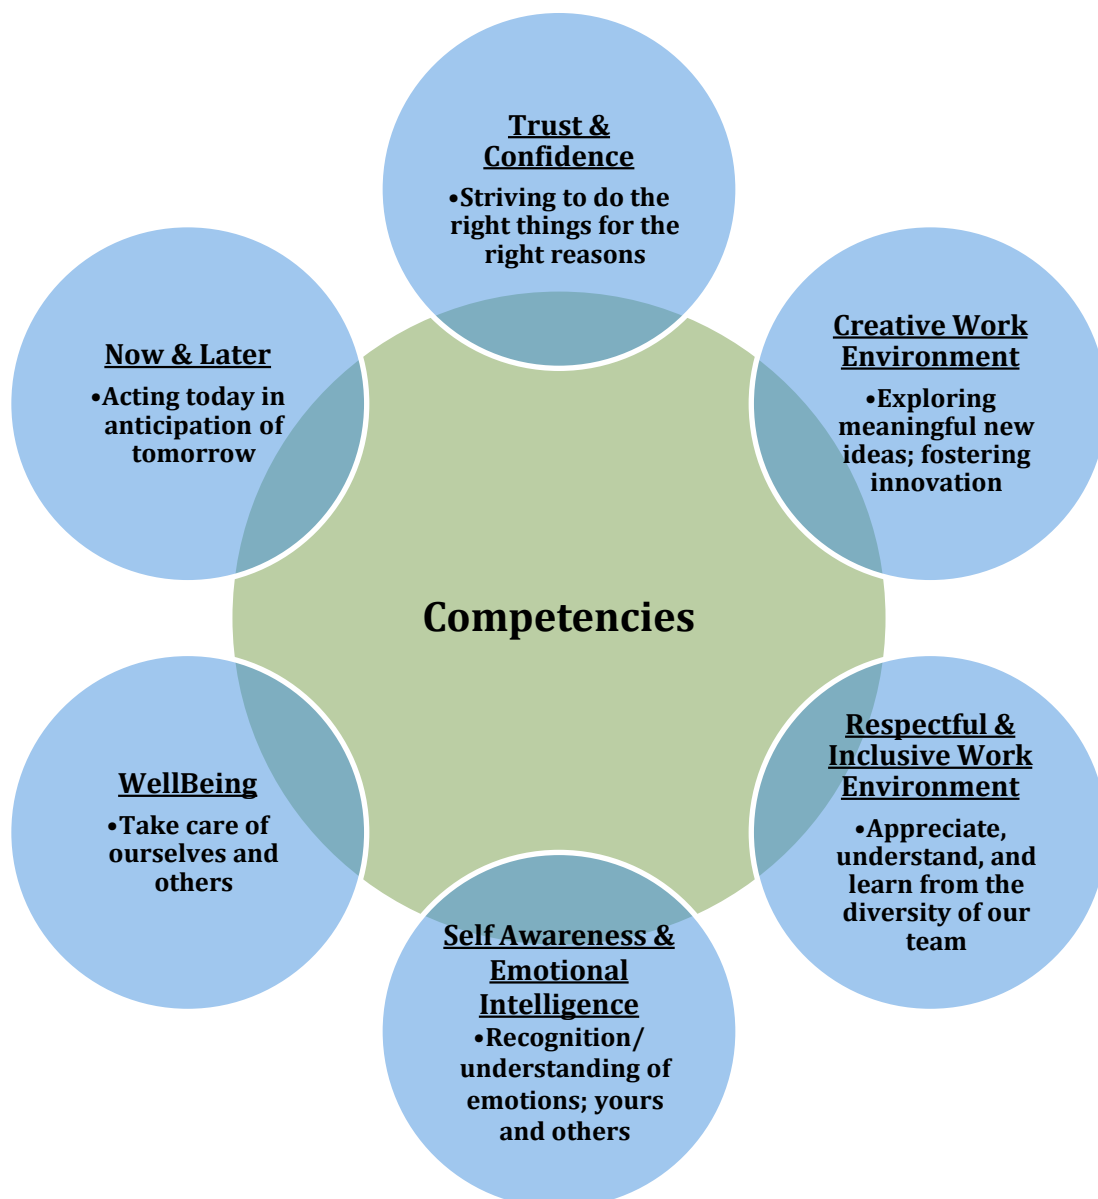 Trust &
Confidence
•Striving to do the
right things for the
right reasons
Creative Work
Environment
•Exploring
meaningful new
ideas; fostering
innovation
Respectful &
Inclusive Work
Environment
•Appreciate,
understand, and
learn from the
diversity of our
team
Self Awareness &
Emotional
Intelligence
•Recognition/
understanding of
emotions; yours
and others
WellBeing
•Take care of
ourselves and
others
Now & Later
•Acting today in
anticipation of
tomorrow
Competencies